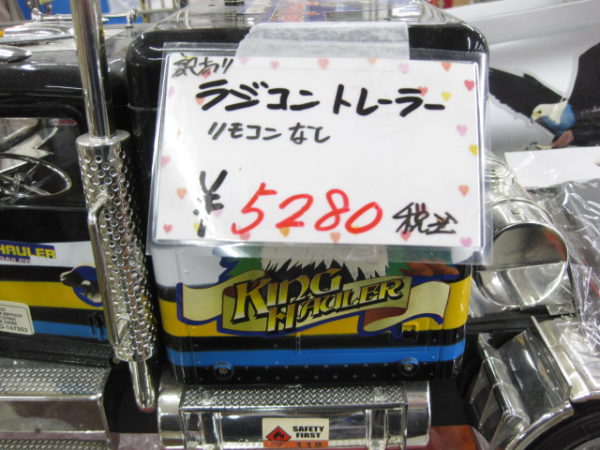 訳あり
ラジコントレーラー
リモコンなし
¥5280 税込
HAULER
KING
HAULER
SAFETY
FIRST
119